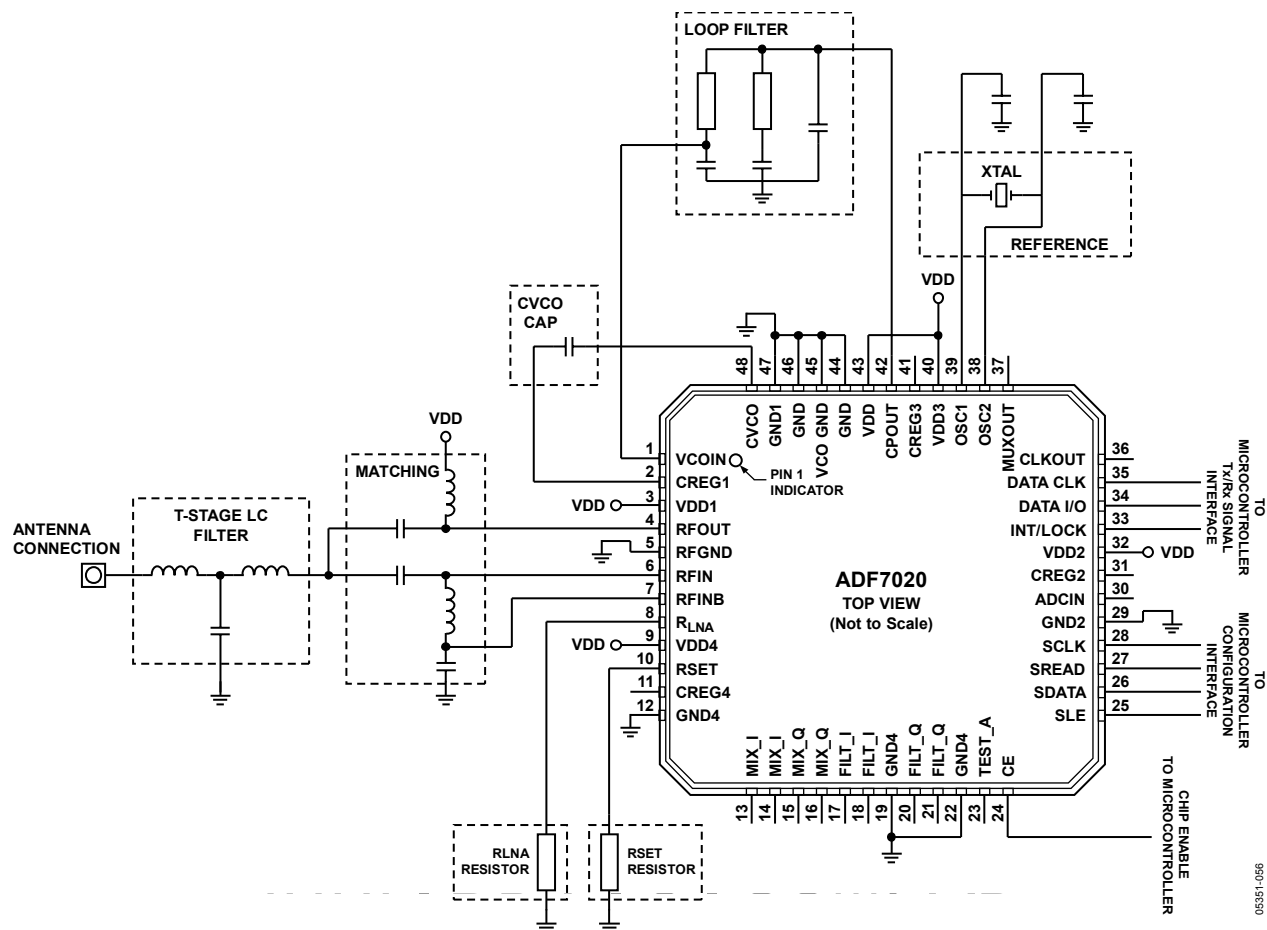 LOOP FILTER
XTAL
REFERENCE
VDD
CVCO
CAP
48
47
46
45
44
43
42
41
40
39
38
37
CVCO
GND1
GND
VCO GND
GND
VDD
CPOUT
CREG3
VDD3
OSC1
OSC2
MUXOUT
VDD
MATCHING
T-STAGE LC
FILTER
ANTENNA
CONNECTION
1 VCOIN
2 CREG1
VDD 3 VDD1
4 RFOUT
5 RFGND
6 RFIN
7 RFINB
8 RLNA
VDD 9 VDD4
10 RSET
11 CREG4
12 GND4
PIN 1
INDICATOR
ADF7020
TOP VIEW
(Not to Scale)
CLKOUT 36
DATA CLK 35
DATA I/O 34
INT/LOCK 33
VDD2 32 VDD
CREG2 31
ADCIN 30
GND2 29
SCLK 28
SREAD 27
SDATA 26
SLE 25
TO
MICROCONTROLLER
Tx/Rx SIGNAL
INTERFACE
TO
MICROCONTROLLER
CONFIGURATION
INTERFACE
MIX_I
MIX_I
MIX_Q
MIX_Q
FILT_I
FILT_I
GND4
FILT_Q
FILT_Q
GND4
TEST_A
CE
13
14
15
16
17
18
19
20
21
22
23
24
CHIP ENABLE
TO MICROCONTROLLER
RLNA
RESISTOR
RSET
RESISTOR
05351-056